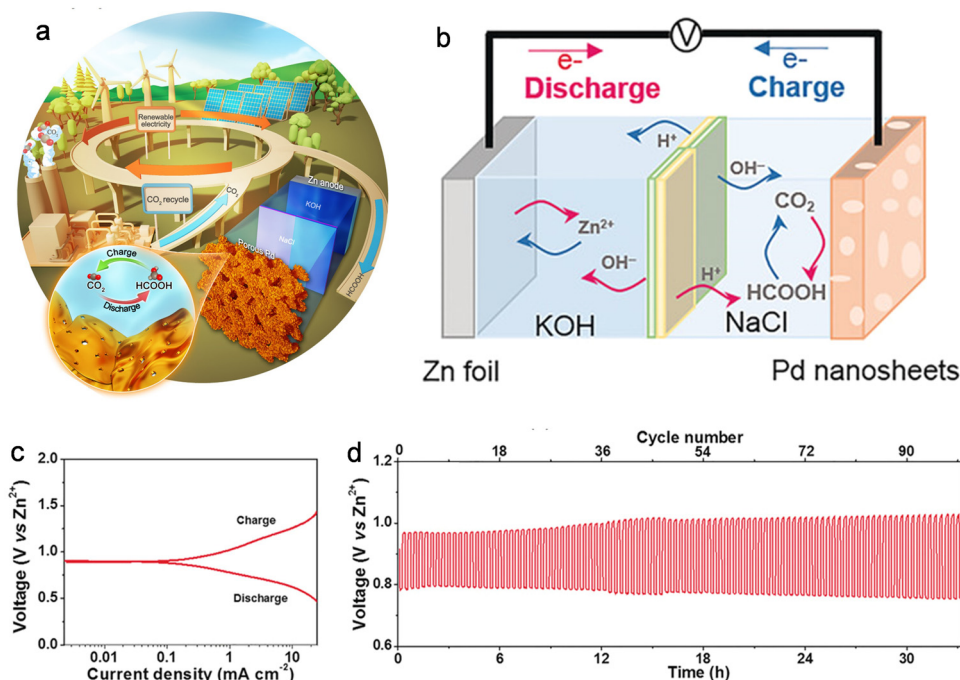 a
Renewable
electricity
CO₂
CO₂ recycle
CO₂
Zn anode
KOH
NaCl
Porous Pd
HCOOH
Charge
CO₂ HCOOH
Discharge
b
V
e-
Discharge
e-
Charge
H⁺
OH⁻
CO₂
Zn²⁺
OH⁻
H⁺
HCOOH
KOH
NaCl
Zn foil
Pd nanosheets
c
2.0
1.5
1.0
0.5
0.0
Voltage (V vs Zn²⁺)
Charge
Discharge
0.01 0.1 1 10
Current density (mA cm⁻²)
d
Cycle number
0 18 36 54 72 90
1.2
1.0
0.8
0.6
Voltage (V vs Zn²⁺)
0 6 12 18 24 30
Time (h)